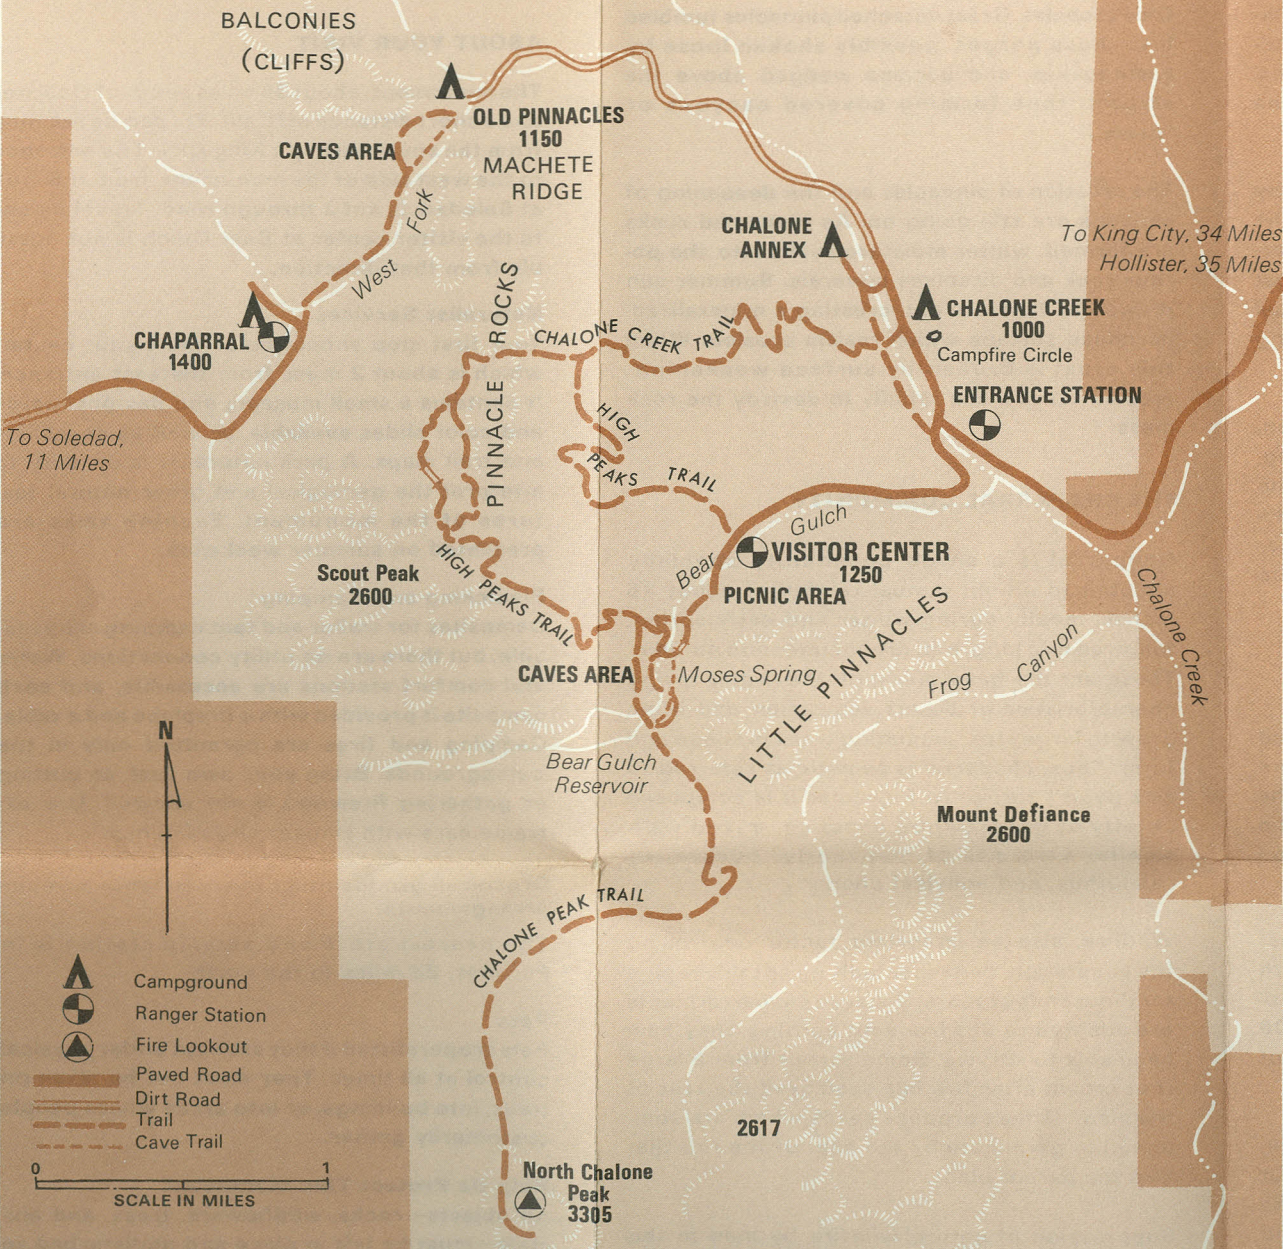 BALCONIES
(CLIFFS)
OLD PINNACLES
1150
MACHETE
RIDGE
CAVES AREA
West Fork
CHALONE
ANNEX
To King City, 34 Miles
Hollister, 35 Miles
CHAPARRAL
1400
PINNACLE ROCKS
CHALONE CREEK TRAIL
CHALONE CREEK
1000
Campfire Circle
ENTRANCE STATION
To Soledad,
11 Miles
HIGH
PEAKS TRAIL
Bear Gulch
VISITOR CENTER
1250
PICNIC AREA
Scout Peak
2600
HIGH PEAKS TRAIL
CAVES AREA
Moses Spring
LITTLE PINNACLES
Frog Canyon
Chalone Creek
N
Bear Gulch
Reservoir
Mount Defiance
2600
CHALONE PEAK TRAIL
Campground
Ranger Station
Fire Lookout
Paved Road
Dirt Road
Trail
Cave Trail
0 1
SCALE IN MILES
2617
North Chalone
Peak
3305